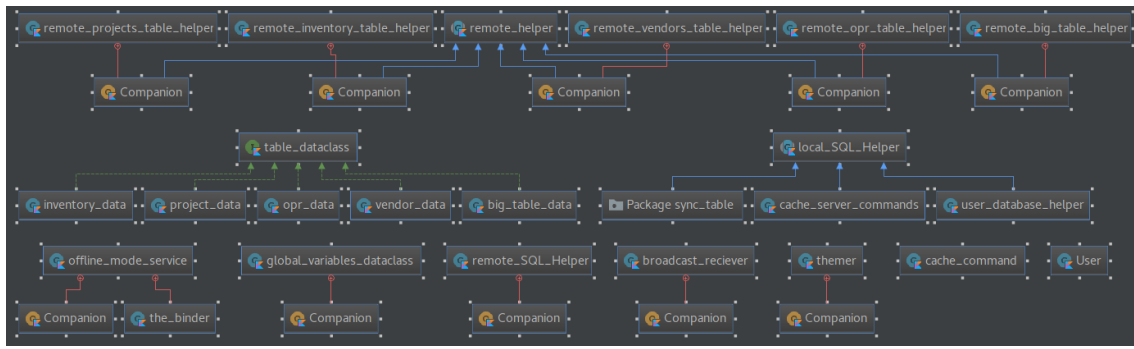 remote_projects_table_helper remote_inventory_table_helper remote_helper remote_vendors_table_helper remote_opr_table_helper remote_big_table_helper
Companion Companion Companion Companion Companion
table_dataclass local_SQL_Helper
inventory_data project_data opr_data vendor_data big_table_data Package sync_table cache_server_commands user_database_helper
offline_mode_service global_variables_dataclass remote_SQL_Helper broadcast_reciever themer cache_command User
Companion the_binder Companion Companion Companion Companion